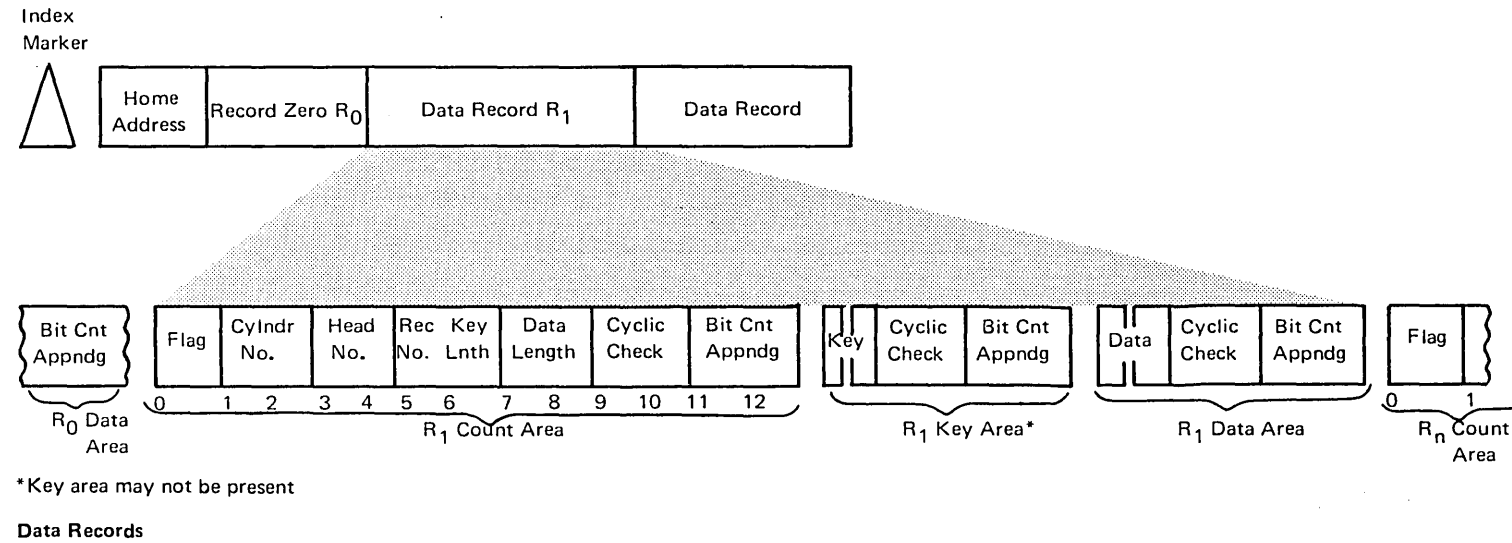 Index
Marker
Home
Address
Record Zero R0
Data Record R1
Data Record
Bit Cnt
Appndg
Flag
Cylndr
No.
Head
No.
Rec Key
No. Lnth
Data
Length
Cyclic
Check
Bit Cnt
Appndg
Key
Cyclic
Check
Bit Cnt
Appndg
Data
Cyclic
Check
Bit Cnt
Appndg
Flag
0 1 2 3 4 5 6 7 8 9 10 11 12
0 1
R0 Data
Area
R1 Count Area
R1 Key Area*
R1 Data Area
Rn Count
Area
*Key area may not be present
Data Records